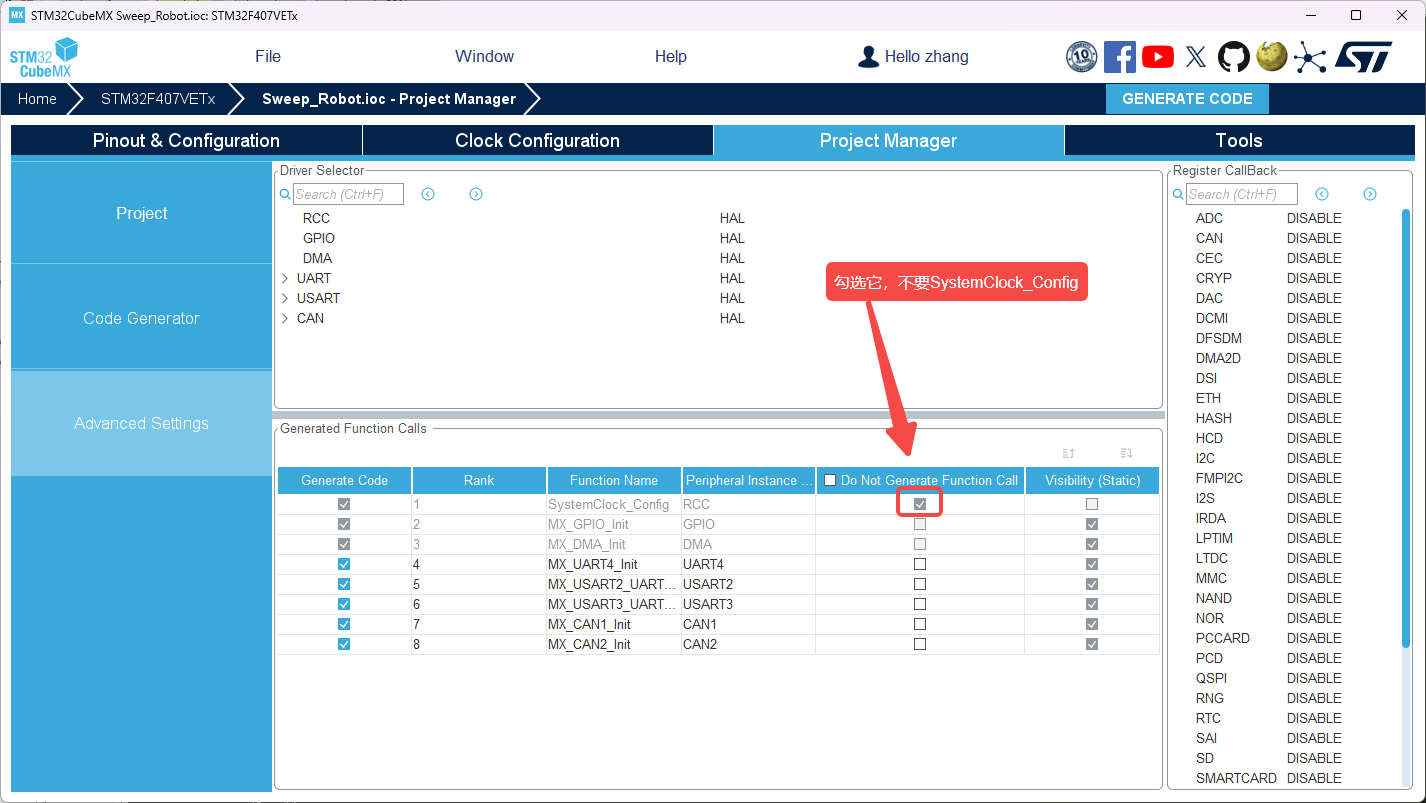 MX STM32CubeMX Sweep_Robot.ioc: STM32F407VETx
STM32 CubeMX
File Window Help Hello zhang
10
Home STM32F407VETx Sweep_Robot.ioc - Project Manager GENERATE CODE
Pinout & Configuration Clock Configuration Project Manager Tools
Project
Code Generator
Advanced Settings
Driver Selector
Search (Ctrl+F)
RCC HAL
GPIO HAL
DMA HAL
UART HAL
USART HAL
CAN HAL
勾选它，不要SystemClock_Config
Generated Function Calls
Generate Code Rank Function Name Peripheral Instance ... Do Not Generate Function Call Visibility (Static)
1 SystemClock_Config RCC
2 MX_GPIO_Init GPIO
3 MX_DMA_Init DMA
4 MX_UART4_Init UART4
5 MX_USART2_UART... USART2
6 MX_USART3_UART... USART3
7 MX_CAN1_Init CAN1
8 MX_CAN2_Init CAN2
Register CallBack
Search (Ctrl+F)
ADC DISABLE
CAN DISABLE
CEC DISABLE
CRYP DISABLE
DAC DISABLE
DCMI DISABLE
DFSDM DISABLE
DMA2D DISABLE
DSI DISABLE
ETH DISABLE
HASH DISABLE
HCD DISABLE
I2C DISABLE
FMPI2C DISABLE
I2S DISABLE
IRDA DISABLE
LPTIM DISABLE
LTDC DISABLE
MMC DISABLE
NAND DISABLE
NOR DISABLE
PCCARD DISABLE
PCD DISABLE
QSPI DISABLE
RNG DISABLE
RTC DISABLE
SAI DISABLE
SD DISABLE
SMARTCARD DISABLE